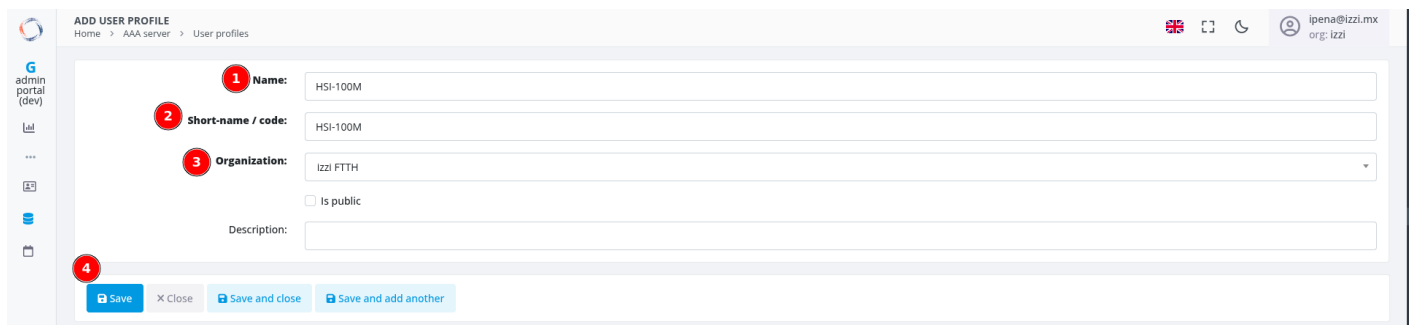 ADD USER PROFILE
Home > AAA server > User profiles
ipena@izzi.mx
org: izzi
G
admin
portal
(dev)
1 Name:
HSI-100M
2 Short-name / code:
HSI-100M
3 Organization:
izzi FTTH
Is public
Description:
4
Save
× Close
Save and close
Save and add another